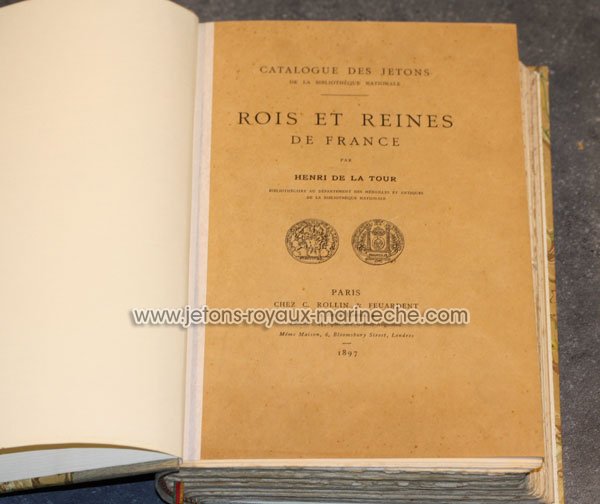 CATALOGUE DES JETONS
DE LA BIBLIOTHÈQUE NATIONALE
ROIS ET REINES
DE FRANCE
PAR
HENRI DE LA TOUR
BIBLIOTHÉCAIRE AU DÉPARTEMENT DES MÉDAILLES ET ANTIQUES
DE LA BIBLIOTHÈQUE NATIONALE
PARIS
CHEZ C. ROLLIN & FEUARDENT
www.jetons-royaux-marineche.com
Même Maison, 6, Bloomsbury Street, Londres
1897